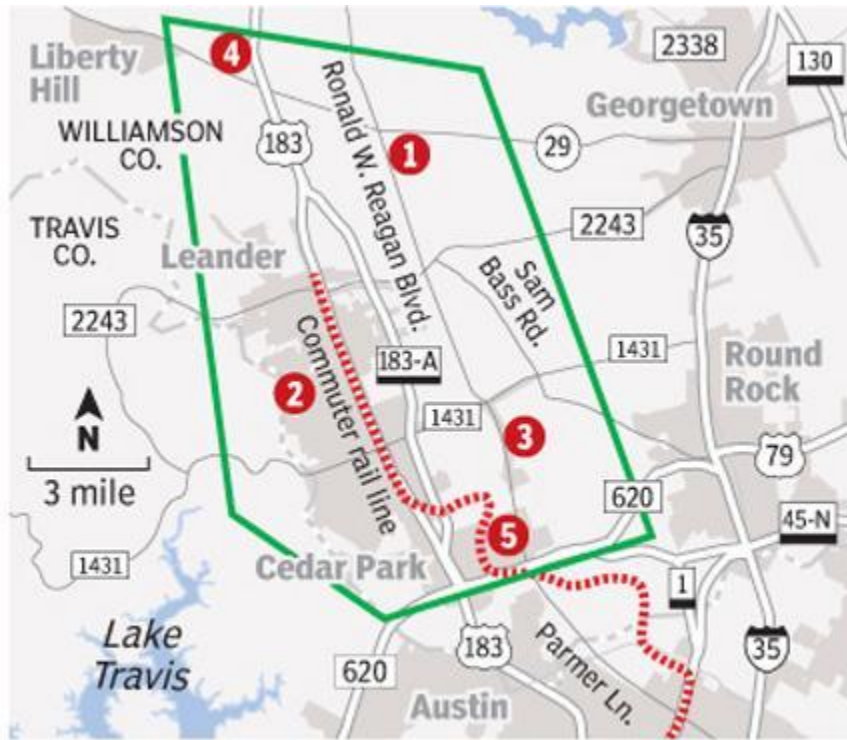 Liberty
Hill
4
2338
130
Georgetown
WILLIAMSON
CO.
183
Ronald W. Reagan Blvd.
1
29
TRAVIS
CO.
2243
35
Leander
Sam
Bass Rd.
2243
Commuter rail line
183-A
1431
Round
Rock
2
N
3 mile
1431
3
79
620
45-N
5
1431
Cedar Park
1
Lake
Travis
620
183
Parmer Ln.
35
Austin